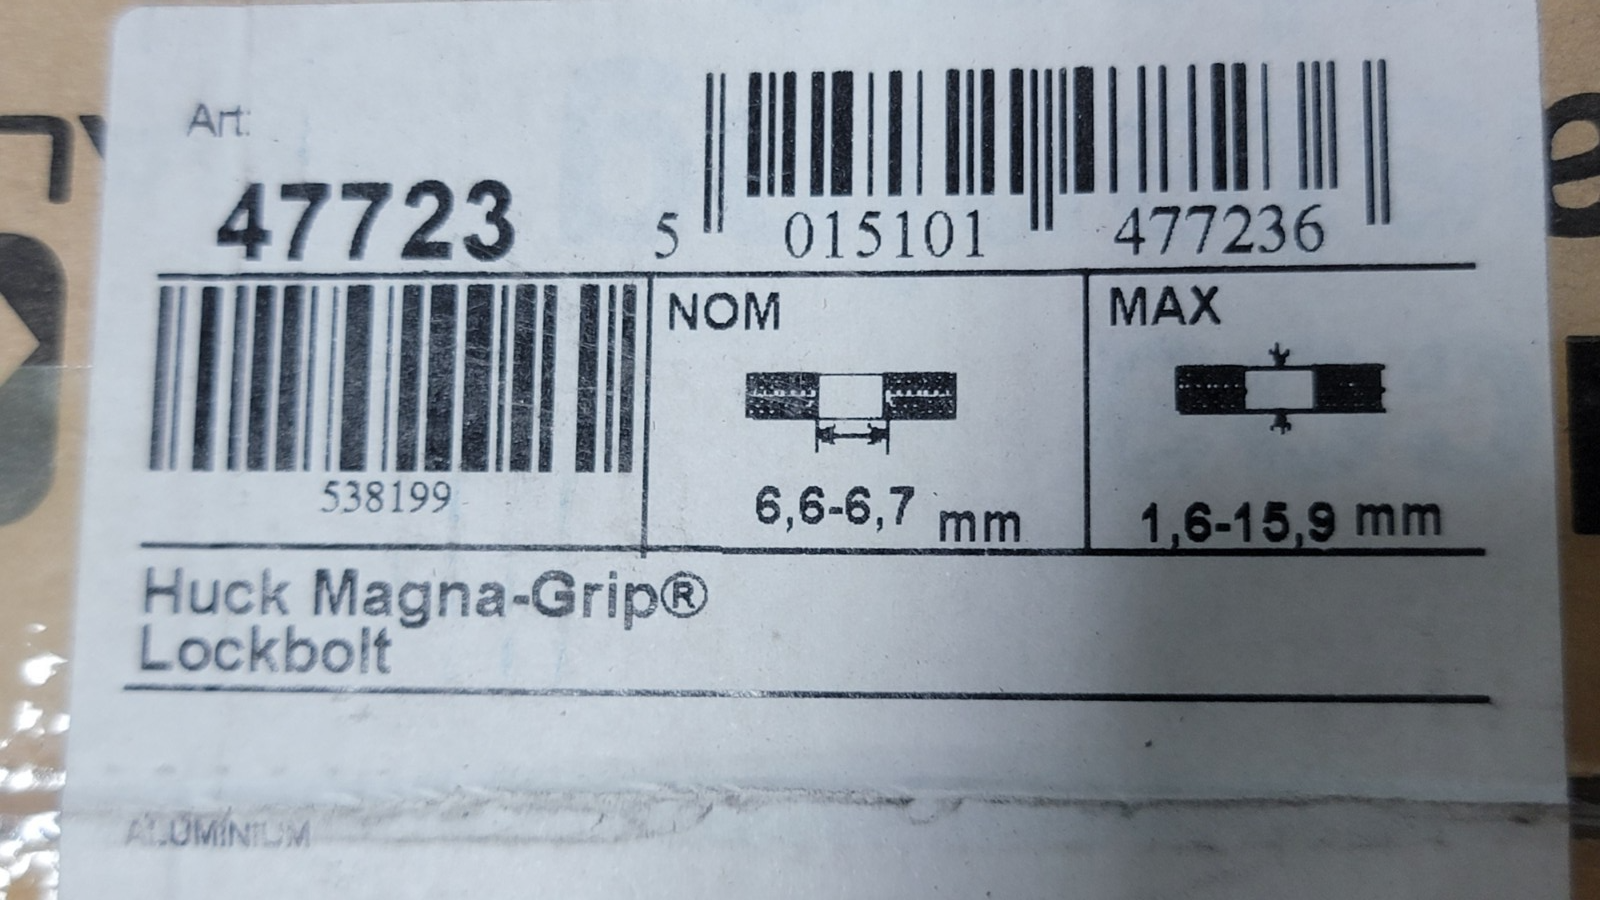 Art:
47723
5 015101 477236
538199
NOM
6,6-6,7 mm
MAX
1,6-15,9 mm
Huck Magna-Grip®
Lockbolt
ALUMINIUM